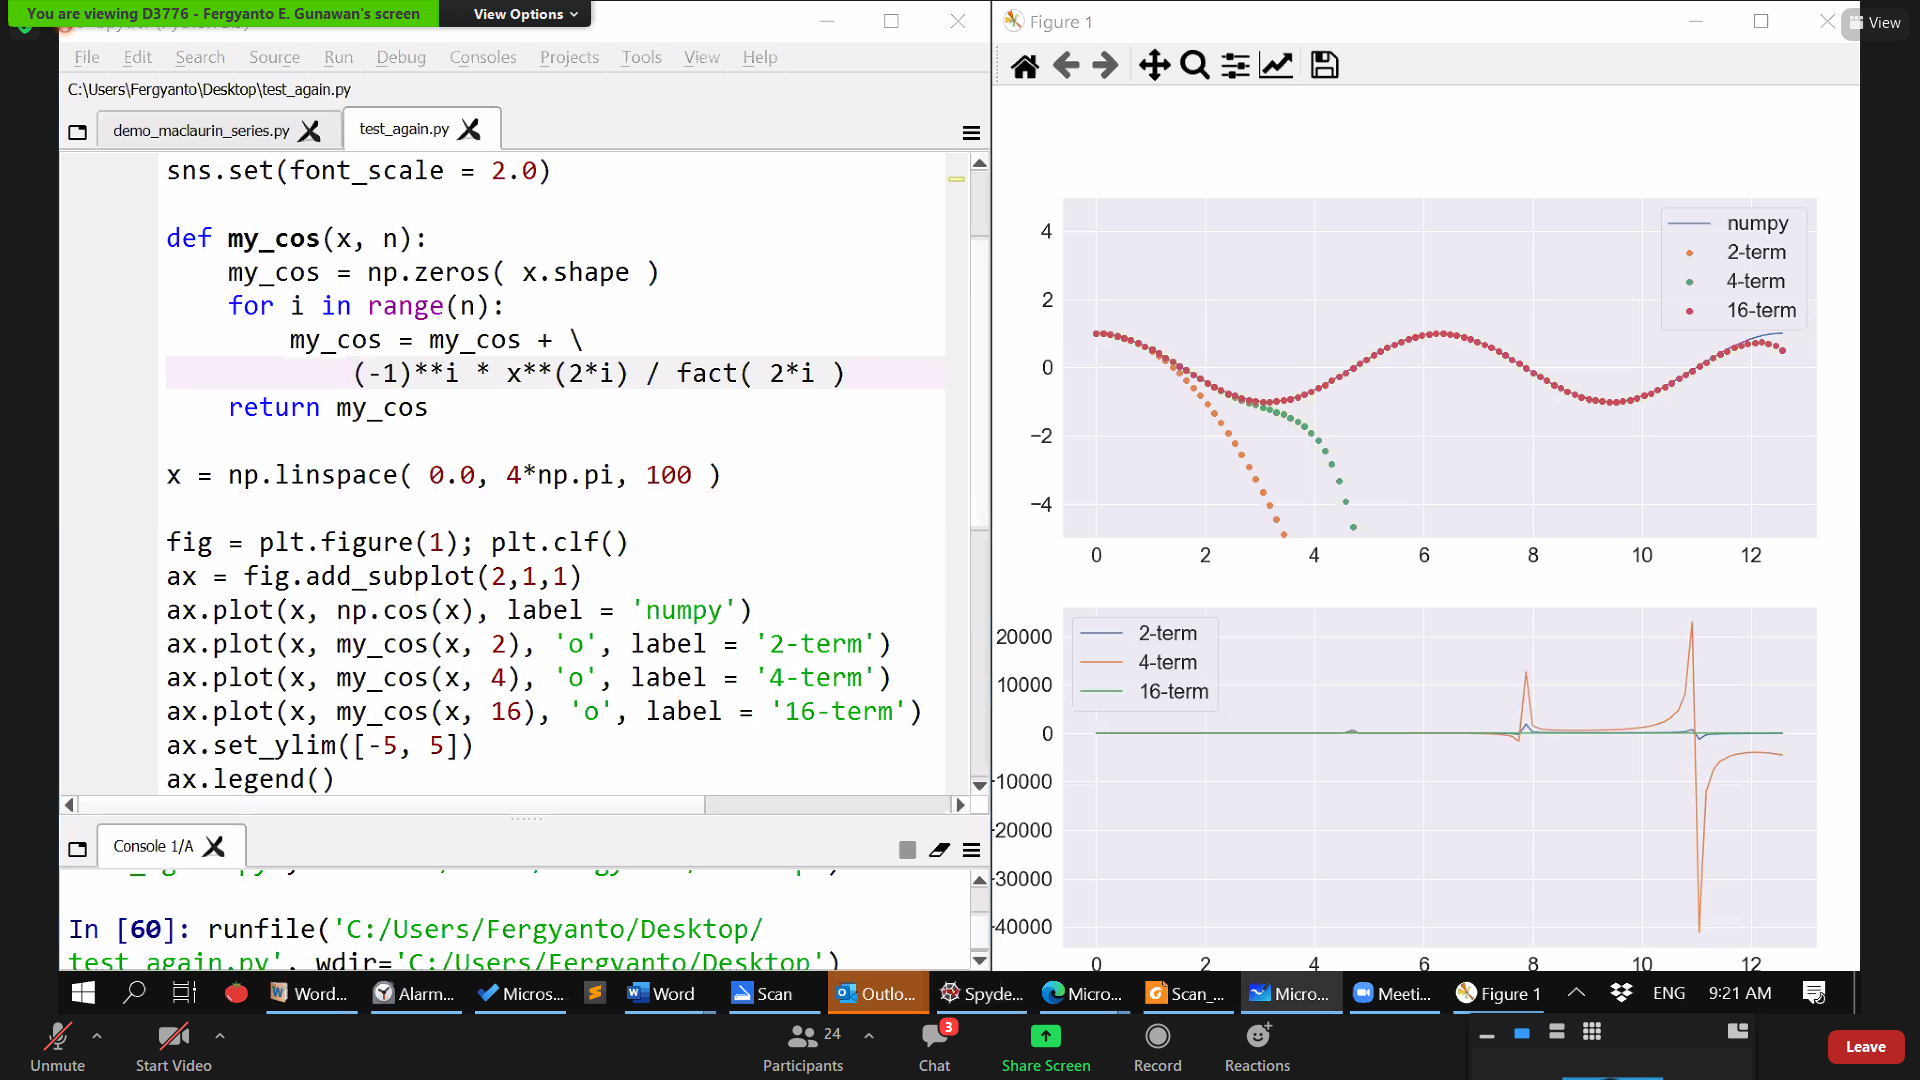 You are viewing D3776 - Fergyanto E. Gunawan's screen
View Options
File Edit Search Source Run Debug Consoles Projects Tools View Help
C:\Users\Fergyanto\Desktop\test_again.py
demo_maclaurin_series.py
test_again.py
sns.set(font_scale = 2.0)
def my_cos(x, n):
my_cos = np.zeros( x.shape )
for i in range(n):
my_cos = my_cos + \
(-1)**i * x**(2*i) / fact( 2*i )
return my_cos
x = np.linspace( 0.0, 4*np.pi, 100 )
fig = plt.figure(1); plt.clf()
ax = fig.add_subplot(2,1,1)
ax.plot(x, np.cos(x), label = 'numpy')
ax.plot(x, my_cos(x, 2), 'o', label = '2-term')
ax.plot(x, my_cos(x, 4), 'o', label = '4-term')
ax.plot(x, my_cos(x, 16), 'o', label = '16-term')
ax.set_ylim([-5, 5])
ax.legend()
Console 1/A
In [60]: runfile('C:/Users/Fergyanto/Desktop/
test_again.py', wdir='C:/Users/Fergyanto/Desktop')
Figure 1
View
4
2
0
−2
−4
numpy
2-term
4-term
16-term
0 2 4 6 8 10 12
20000
10000
0
10000
20000
30000
40000
2-term
4-term
16-term
0 2 4 6 8 10 12
Word... Alarm... Micros... Word Scan Outlo... Spyde... Micro... Scan_... Micro... Meeti... Figure 1 ENG 9:21 AM
Unmute
Start Video
24
Participants
3
Chat
Share Screen
Record
Reactions
Leave